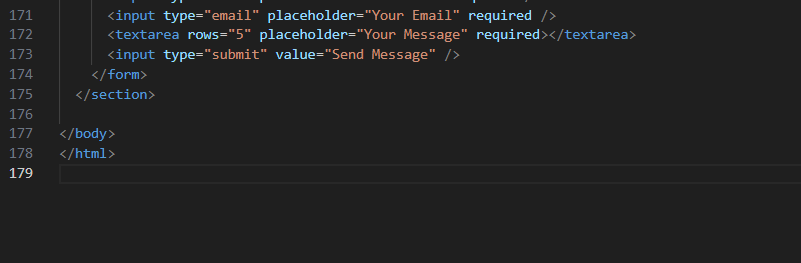 171 <input type="email" placeholder="Your Email" required />
172 <textarea rows="5" placeholder="Your Message" required></textarea>
173 <input type="submit" value="Send Message" />
174 </form>
175 </section>
176
177 </body>
178 </html>
179